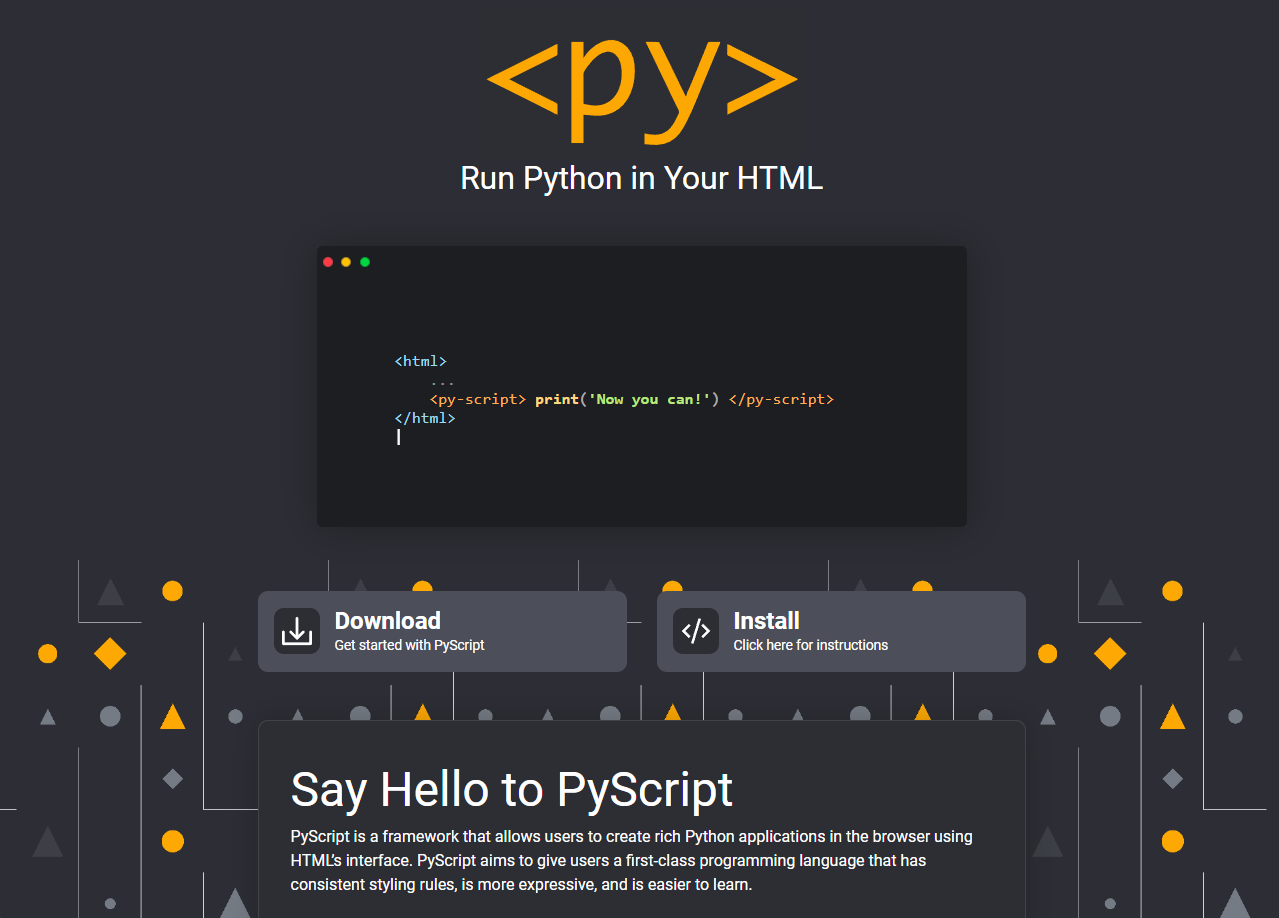 <py>
Run Python in Your HTML
<html>
...
<py-script> print('Now you can!') </py-script>
</html>
Download
Get started with PyScript
</>
Install
Click here for instructions
Say Hello to PyScript
PyScript is a framework that allows users to create rich Python applications in the browser using
HTML's interface. PyScript aims to give users a first-class programming language that has
consistent styling rules, is more expressive, and is easier to learn.